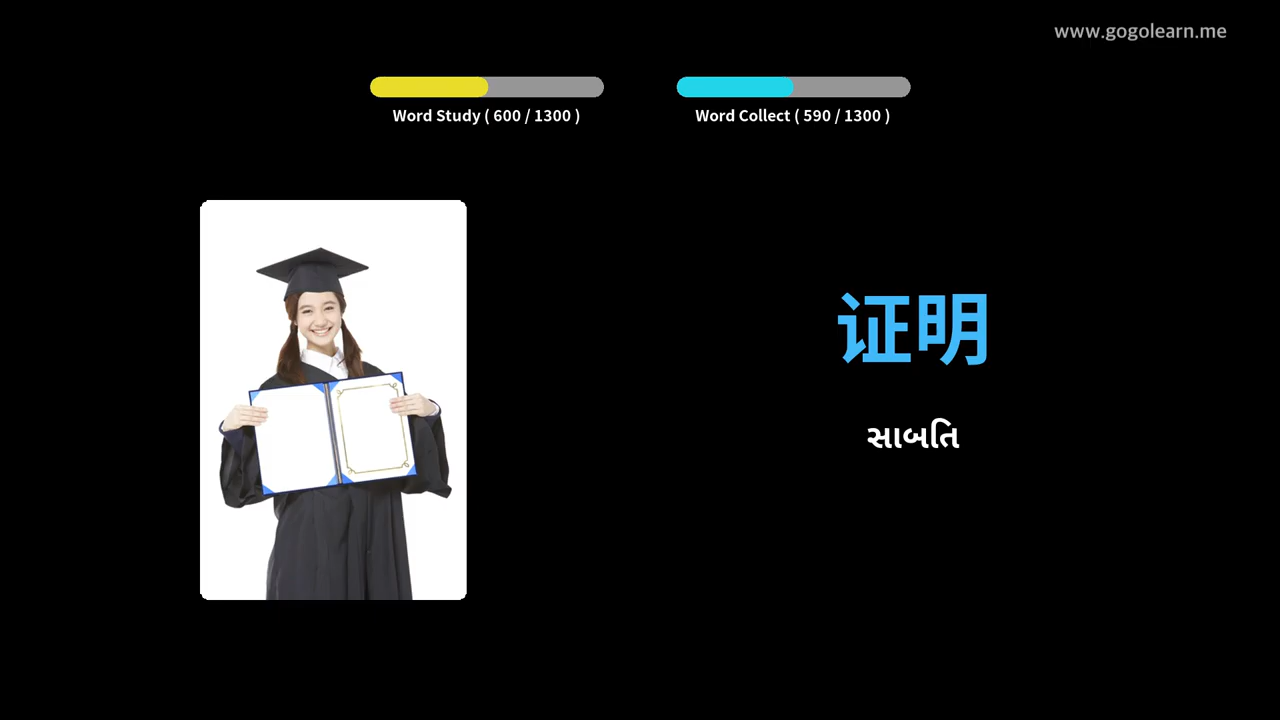 www.gogolearn.me
Word Study ( 600 / 1300 )
Word Collect ( 590 / 1300 )
证明
સાબતિ